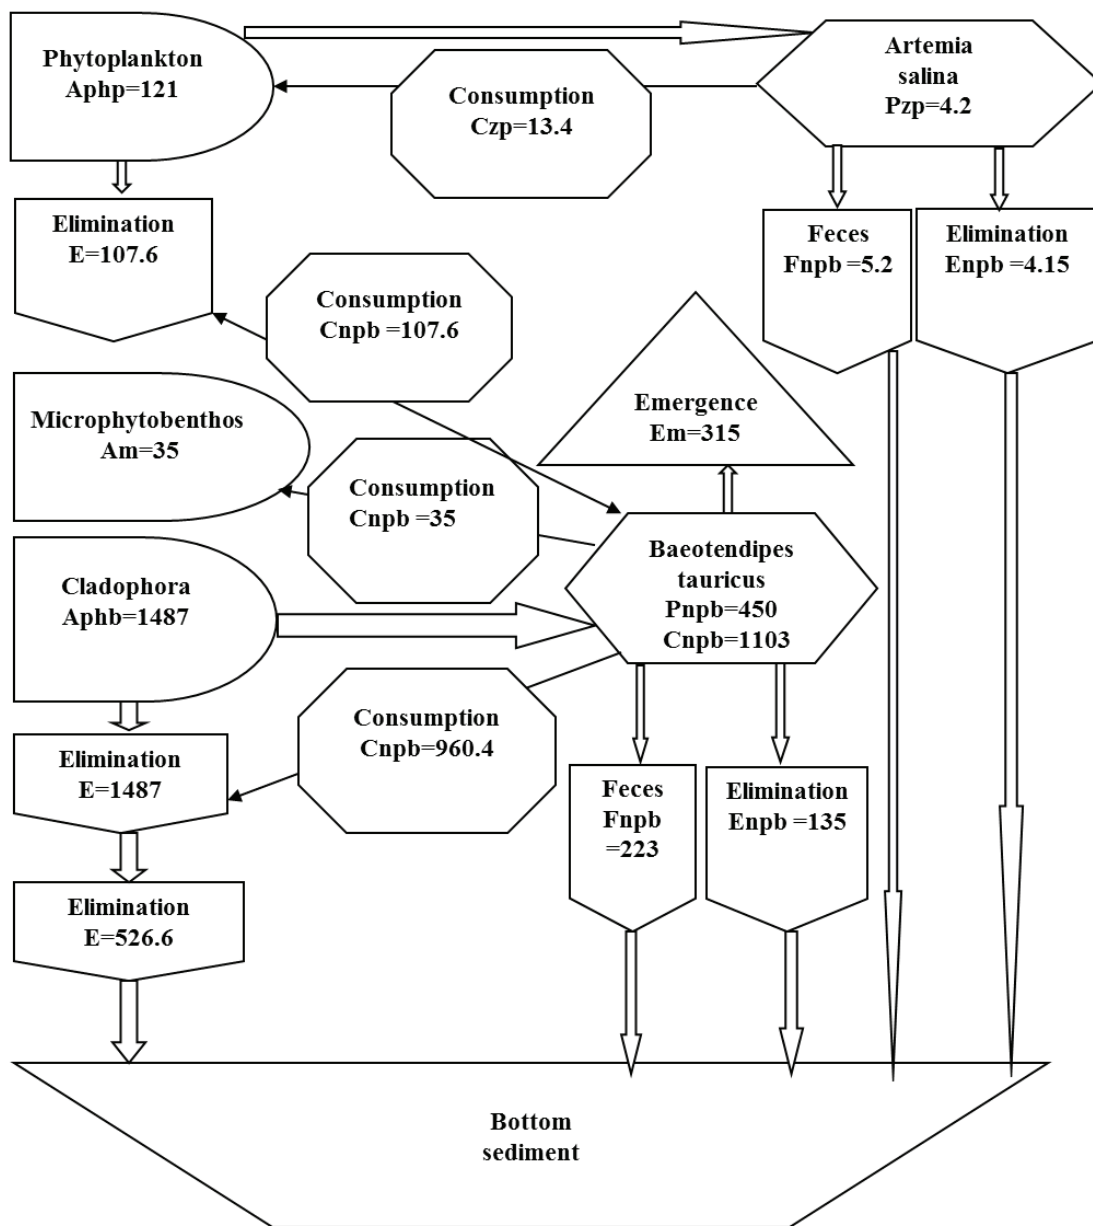 Phytoplankton
Aphp=121
Consumption
Czp=13.4
Artemia
salina
Pzp=4.2
Elimination
E=107.6
Feces
Fnpb =5.2
Elimination
Enpb =4.15
Consumption
Cnpb =107.6
Microphytobenthos
Am=35
Emergence
Em=315
Consumption
Cnpb =35
Cladophora
Aphb=1487
Baeotendipes
tauricus
Pnpb=450
Cnpb=1103
Consumption
Cnpb=960.4
Elimination
E=1487
Feces
Fnpb
=223
Elimination
Enpb =135
Elimination
E=526.6
Bottom
sediment